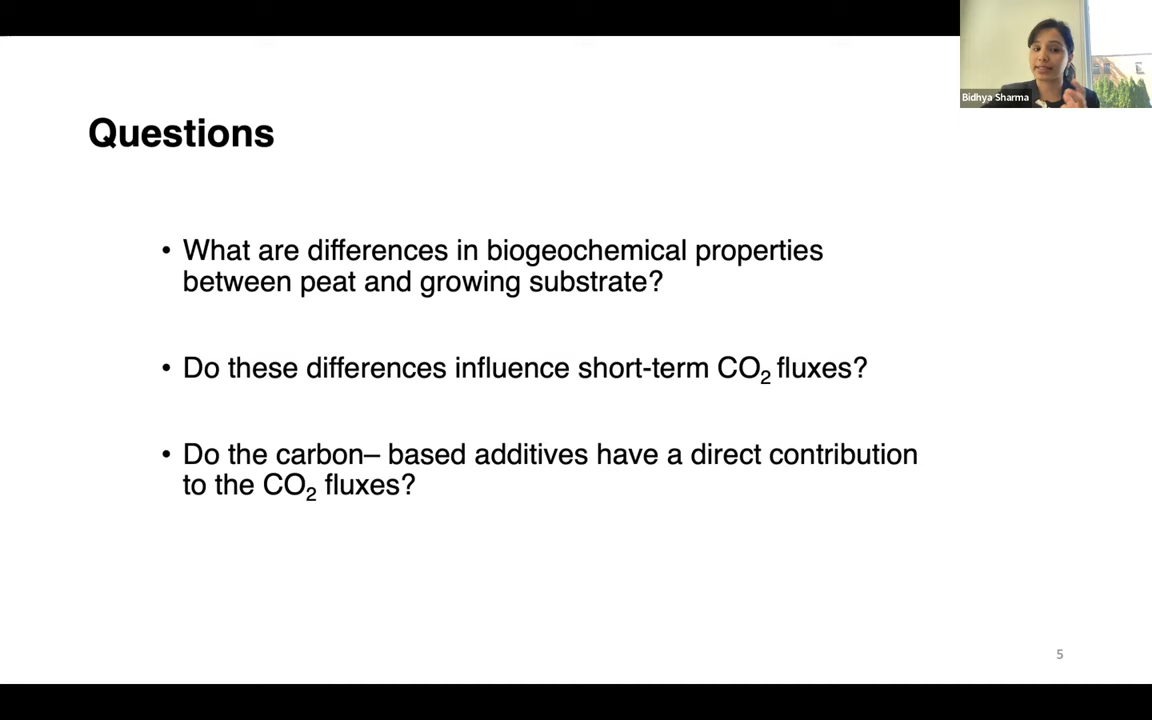 Bidhya Sharma
Questions
• What are differences in biogeochemical properties
between peat and growing substrate?
• Do these differences influence short-term CO₂ fluxes?
• Do the carbon– based additives have a direct contribution
to the CO₂ fluxes?
5